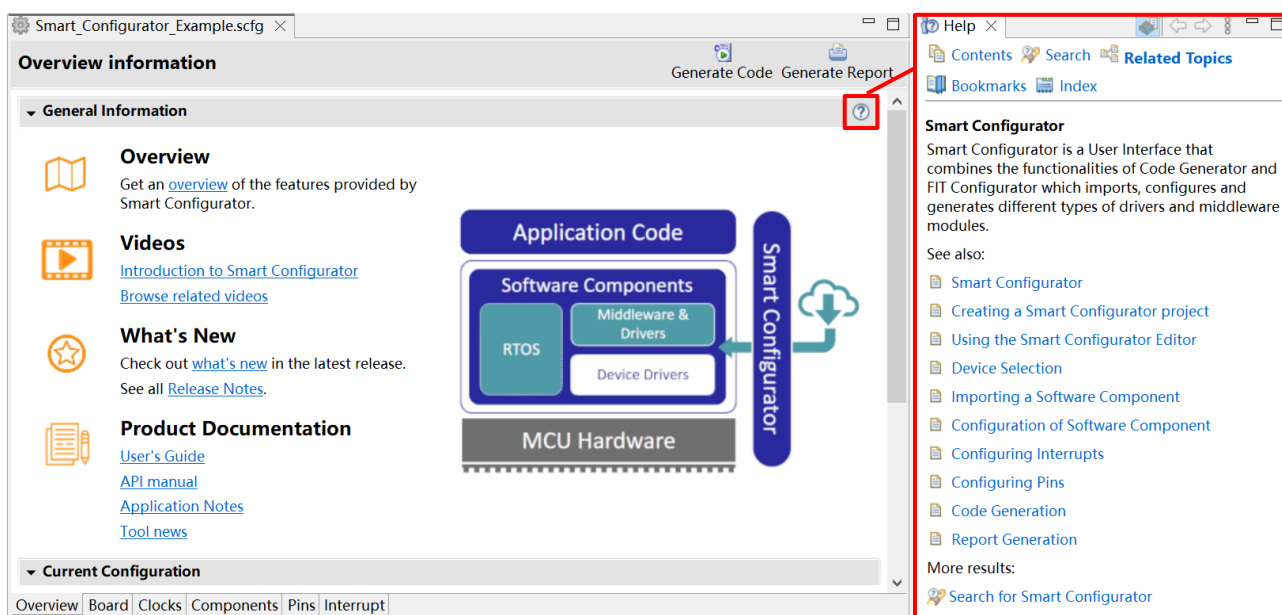 Smart_Configurator_Example.scfg
Overview information
Generate Code
Generate Report
General Information
Overview
Get an overview of the features provided by
Smart Configurator.
Videos
Introduction to Smart Configurator
Browse related videos
What's New
Check out what's new in the latest release.
See all Release Notes.
Product Documentation
User's Guide
API manual
Application Notes
Tool news
Application Code
Software Components
RTOS
Middleware &
Drivers
Device Drivers
MCU Hardware
Smart Configurator
Current Configuration
Overview Board Clocks Components Pins Interrupt
Help
Contents Search Related Topics
Bookmarks Index
Smart Configurator
Smart Configurator is a User Interface that
combines the functionalities of Code Generator and
FIT Configurator which imports, configures and
generates different types of drivers and middleware
modules.
See also:
Smart Configurator
Creating a Smart Configurator project
Using the Smart Configurator Editor
Device Selection
Importing a Software Component
Configuration of Software Component
Configuring Interrupts
Configuring Pins
Code Generation
Report Generation
More results:
Search for Smart Configurator